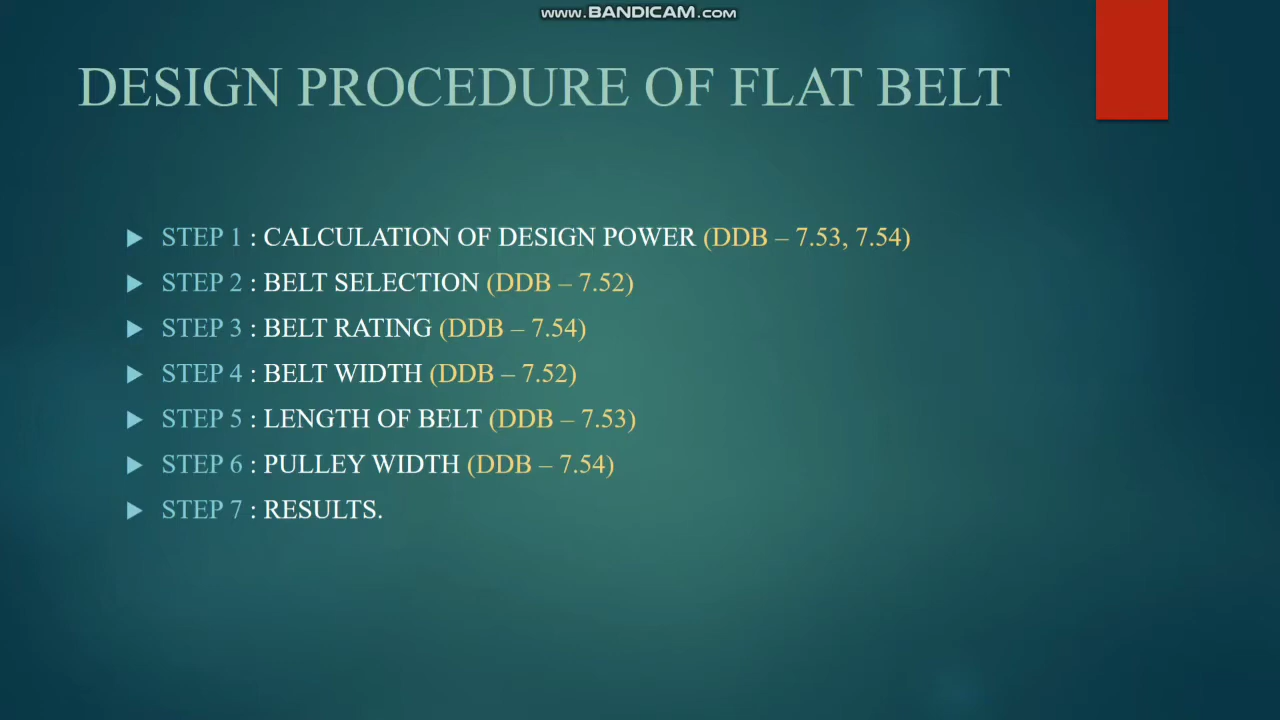 www.BANDICAM.com
DESIGN PROCEDURE OF FLAT BELT
STEP 1 : CALCULATION OF DESIGN POWER (DDB – 7.53, 7.54)
STEP 2 : BELT SELECTION (DDB – 7.52)
STEP 3 : BELT RATING (DDB – 7.54)
STEP 4 : BELT WIDTH (DDB – 7.52)
STEP 5 : LENGTH OF BELT (DDB – 7.53)
STEP 6 : PULLEY WIDTH (DDB – 7.54)
STEP 7 : RESULTS.